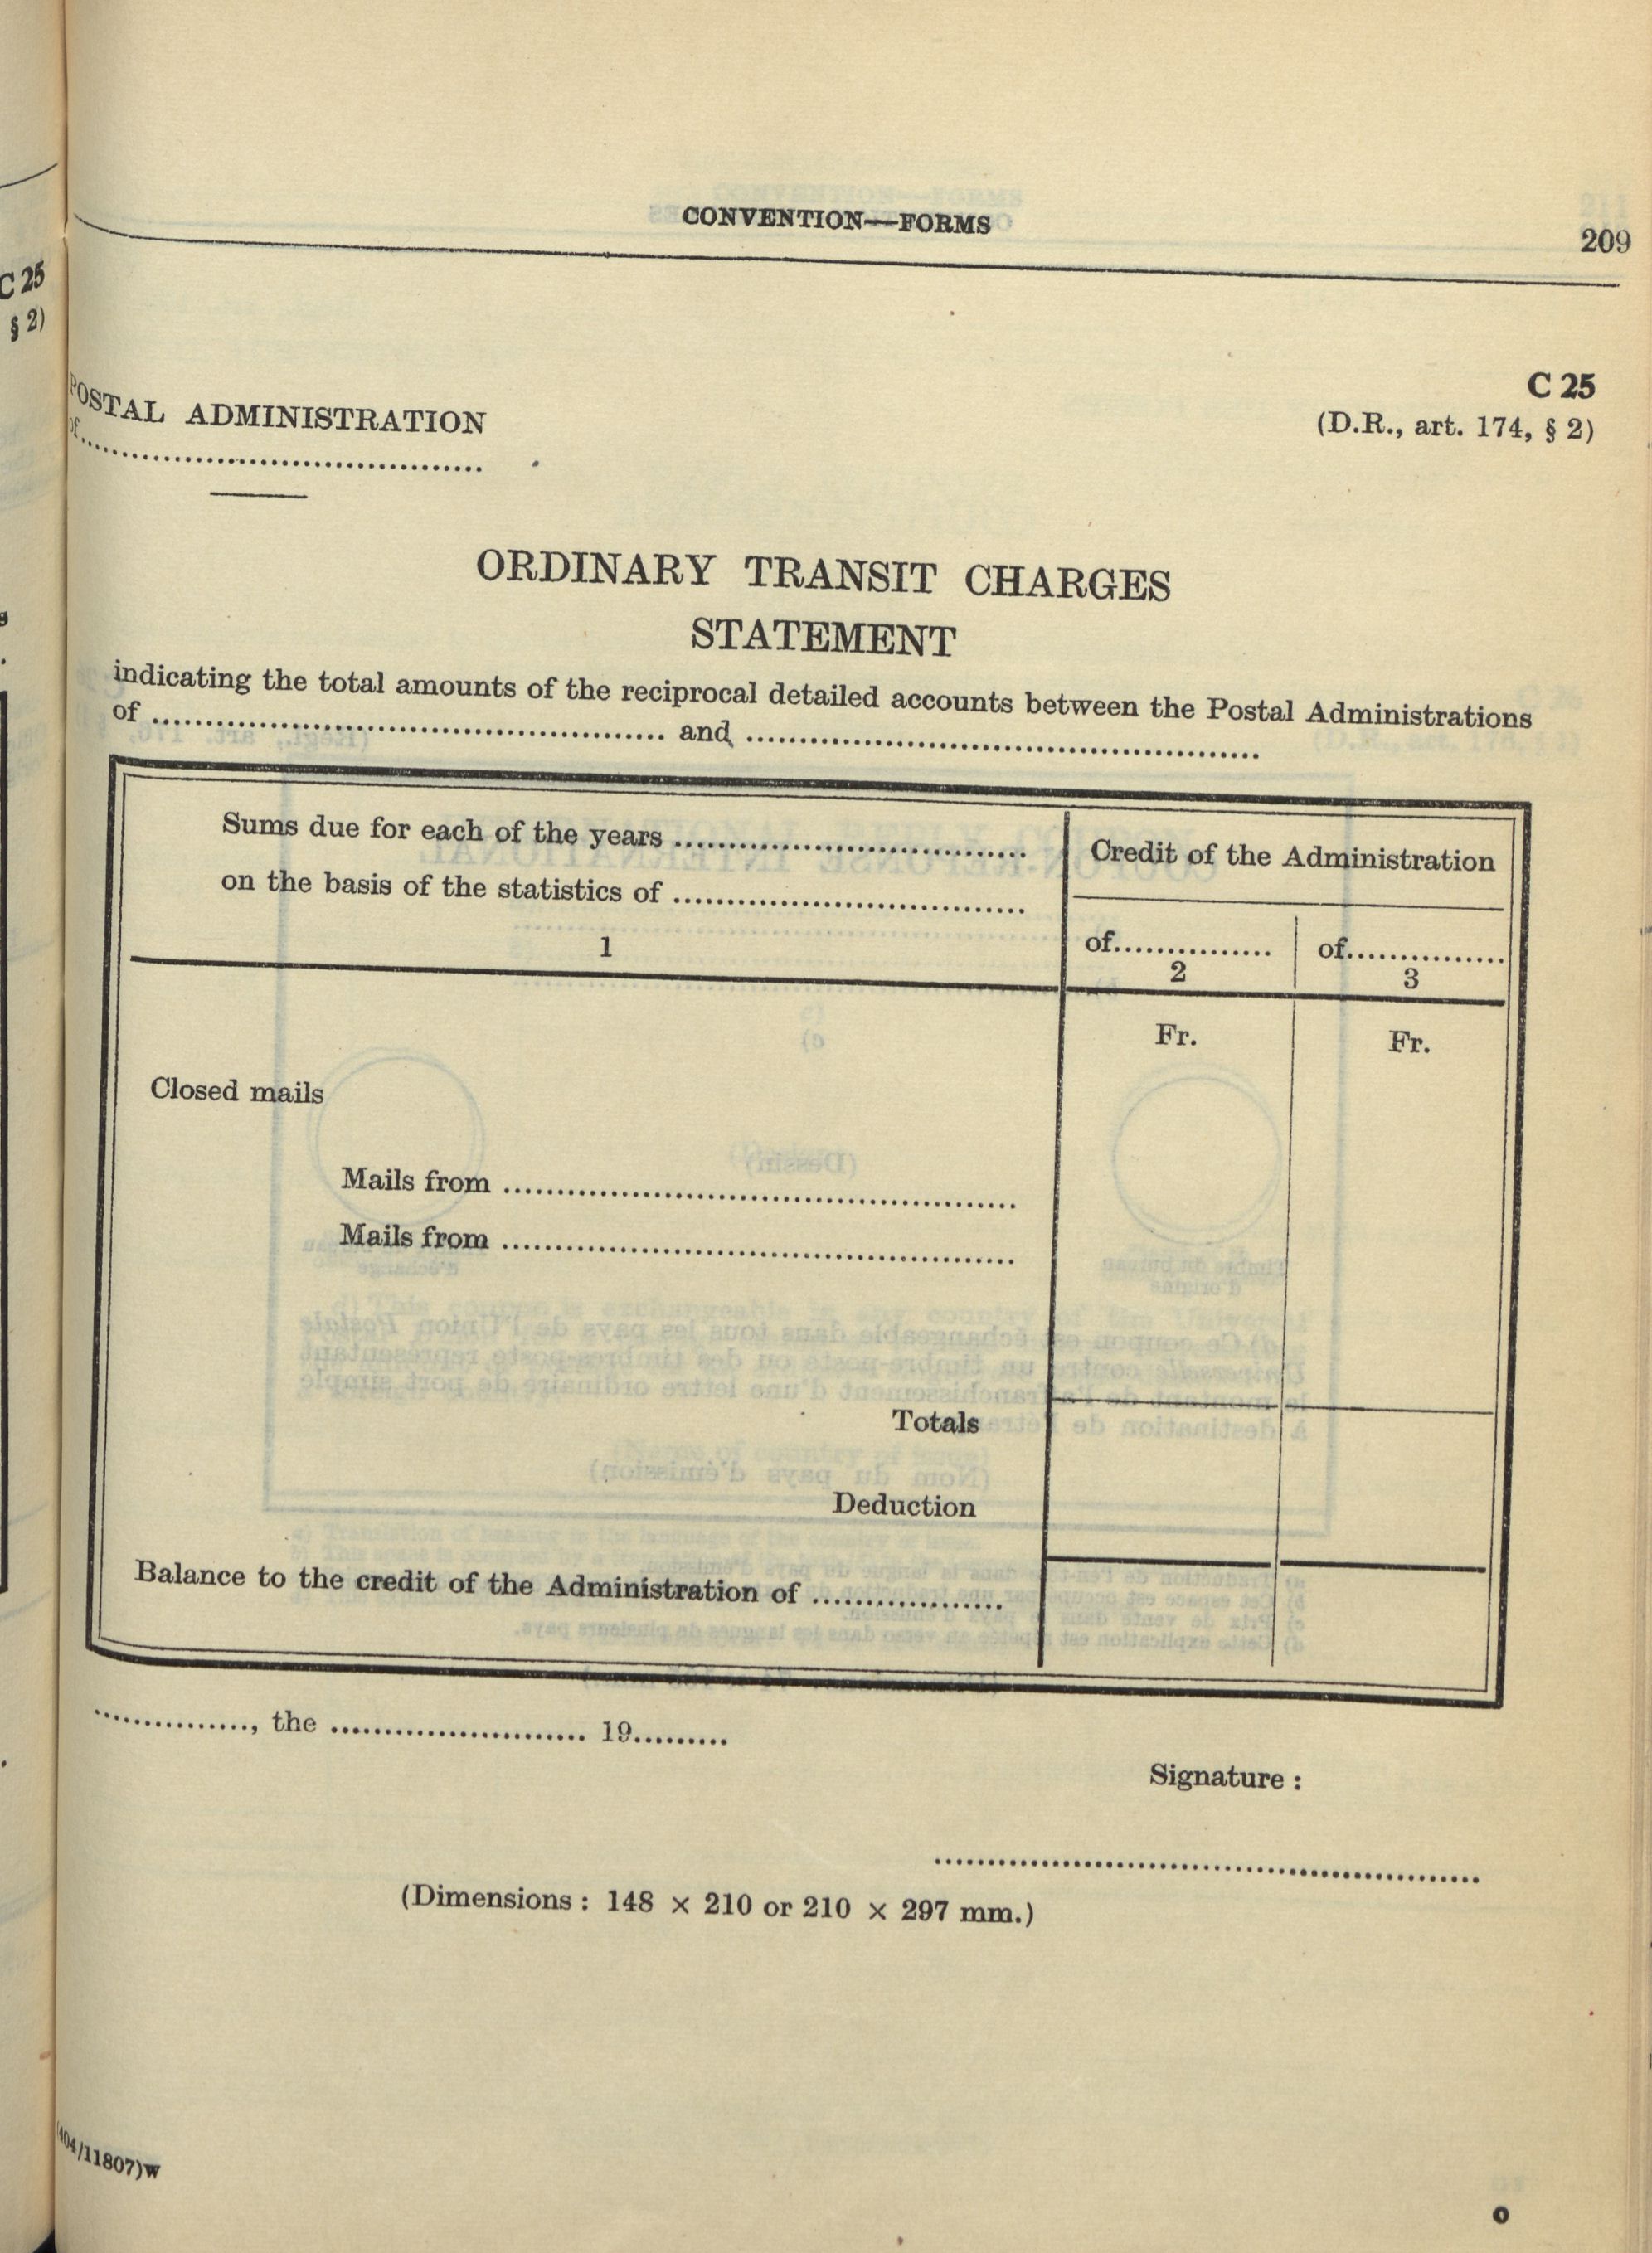 CONVENTION—FORMS
209
C 25
§ 2)
POSTAL ADMINISTRATION
of..........................................
C 25
(D.R., art. 174, § 2)
ORDINARY TRANSIT CHARGES
STATEMENT
indicating the total amounts of the reciprocal detailed accounts between the Postal Administrations
of ................................................ and ................................................
Sums due for each of the years .................................
on the basis of the statistics of .................................
1
Credit of the Administration
of............... of...............
2 3
Fr. Fr.
Closed mails
Mails from ................................................
Mails from ................................................
Totals
Deduction
Balance to the credit of the Administration of ..................
..............., the ........................ 19.........
Signature :
...................................................
(Dimensions : 148 × 210 or 210 × 297 mm.)
404/11807)w
O